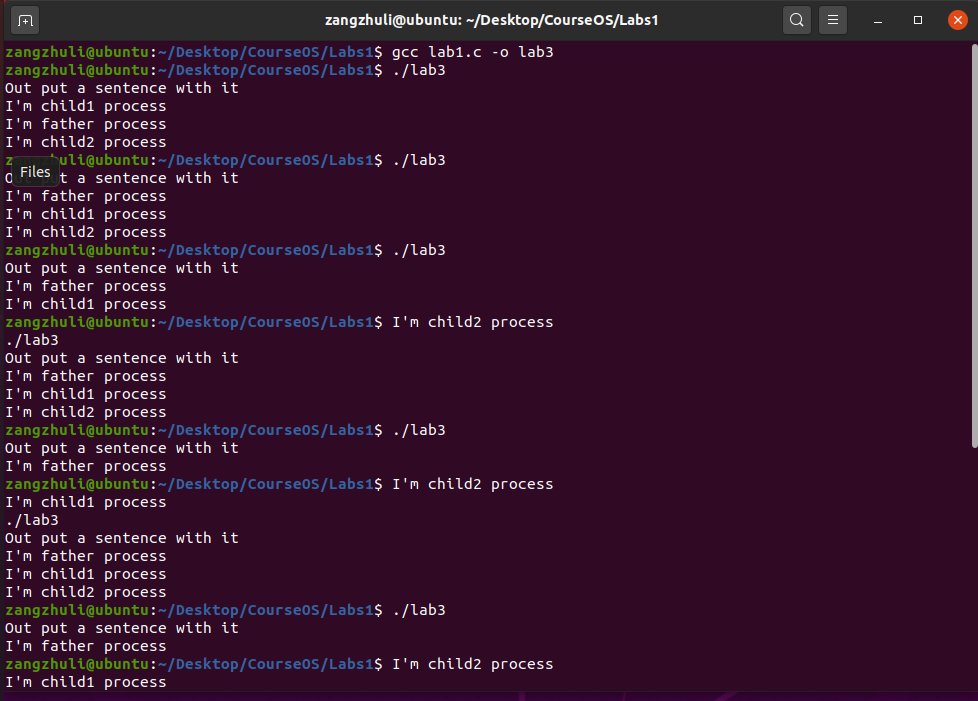 zangzhuli@ubuntu: ~/Desktop/CourseOS/Labs1
zangzhuli@ubuntu:~/Desktop/CourseOS/Labs1$ gcc lab1.c -o lab3
zangzhuli@ubuntu:~/Desktop/CourseOS/Labs1$ ./lab3
Out put a sentence with it
I'm child1 process
I'm father process
I'm child2 process
zangzhuli@ubuntu:~/Desktop/CourseOS/Labs1$ ./lab3
Files
Out put a sentence with it
I'm father process
I'm child1 process
I'm child2 process
zangzhuli@ubuntu:~/Desktop/CourseOS/Labs1$ ./lab3
Out put a sentence with it
I'm father process
I'm child1 process
zangzhuli@ubuntu:~/Desktop/CourseOS/Labs1$ I'm child2 process
./lab3
Out put a sentence with it
I'm father process
I'm child1 process
I'm child2 process
zangzhuli@ubuntu:~/Desktop/CourseOS/Labs1$ ./lab3
Out put a sentence with it
I'm father process
zangzhuli@ubuntu:~/Desktop/CourseOS/Labs1$ I'm child2 process
I'm child1 process
./lab3
Out put a sentence with it
I'm father process
I'm child1 process
I'm child2 process
zangzhuli@ubuntu:~/Desktop/CourseOS/Labs1$ ./lab3
Out put a sentence with it
I'm father process
zangzhuli@ubuntu:~/Desktop/CourseOS/Labs1$ I'm child2 process
I'm child1 process